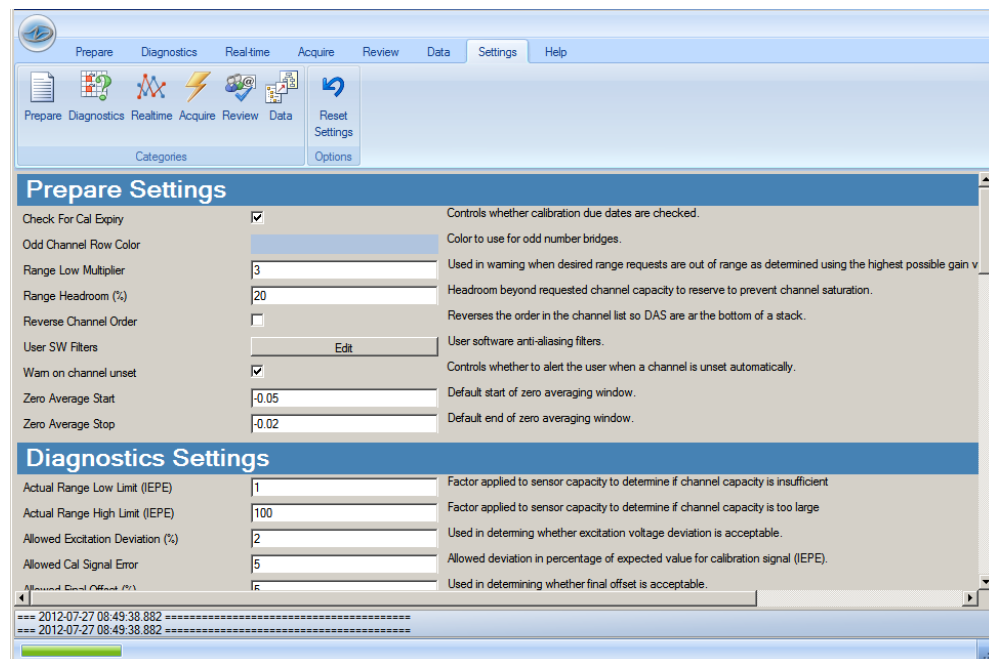 Prepare Diagnostics Real-time Acquire Review Data Settings Help
Prepare Diagnostics Realtime Acquire Review Data Reset Settings
Categories Options
Prepare Settings
Check For Cal Expiry Controls whether calibration due dates are checked.
Odd Channel Row Color Color to use for odd number bridges.
Range Low Multiplier 3 Used in warning when desired range requests are out of range as determined using the highest possible gain v
Range Headroom (%) 20 Headroom beyond requested channel capacity to reserve to prevent channel saturation.
Reverse Channel Order Reverses the order in the channel list so DAS are ar the bottom of a stack.
User SW Filters Edit User software anti-aliasing filters.
Warn on channel unset Controls whether to alert the user when a channel is unset automatically.
Zero Average Start -0.05 Default start of zero averaging window.
Zero Average Stop -0.02 Default end of zero averaging window.
Diagnostics Settings
Actual Range Low Limit (IEPE) 1 Factor applied to sensor capacity to determine if channel capacity is insufficient
Actual Range High Limit (IEPE) 100 Factor applied to sensor capacity to determine if channel capacity is too large
Allowed Excitation Deviation (%) 2 Used in determing whether excitation voltage deviation is acceptable.
Allowed Cal Signal Error 5 Allowed deviation in percentage of expected value for calibration signal (IEPE).
Allowed Final Offset (%) 5 Used in determining whether final offset is acceptable.
=== 2012-07-27 08:49:38.882 =========================================
=== 2012-07-27 08:49:38.882 =========================================